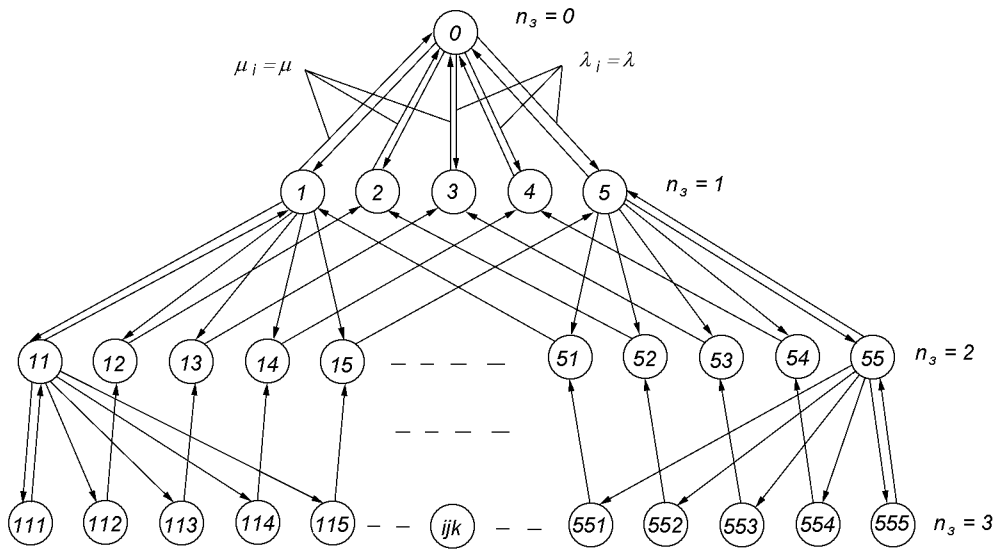 0 n₃ = 0
μᵢ = μ λᵢ = λ
1 2 3 4 5 n₃ = 1
11 12 13 14 15 51 52 53 54 55 n₃ = 2
111 112 113 114 115 ijk 551 552 553 554 555 n₃ = 3